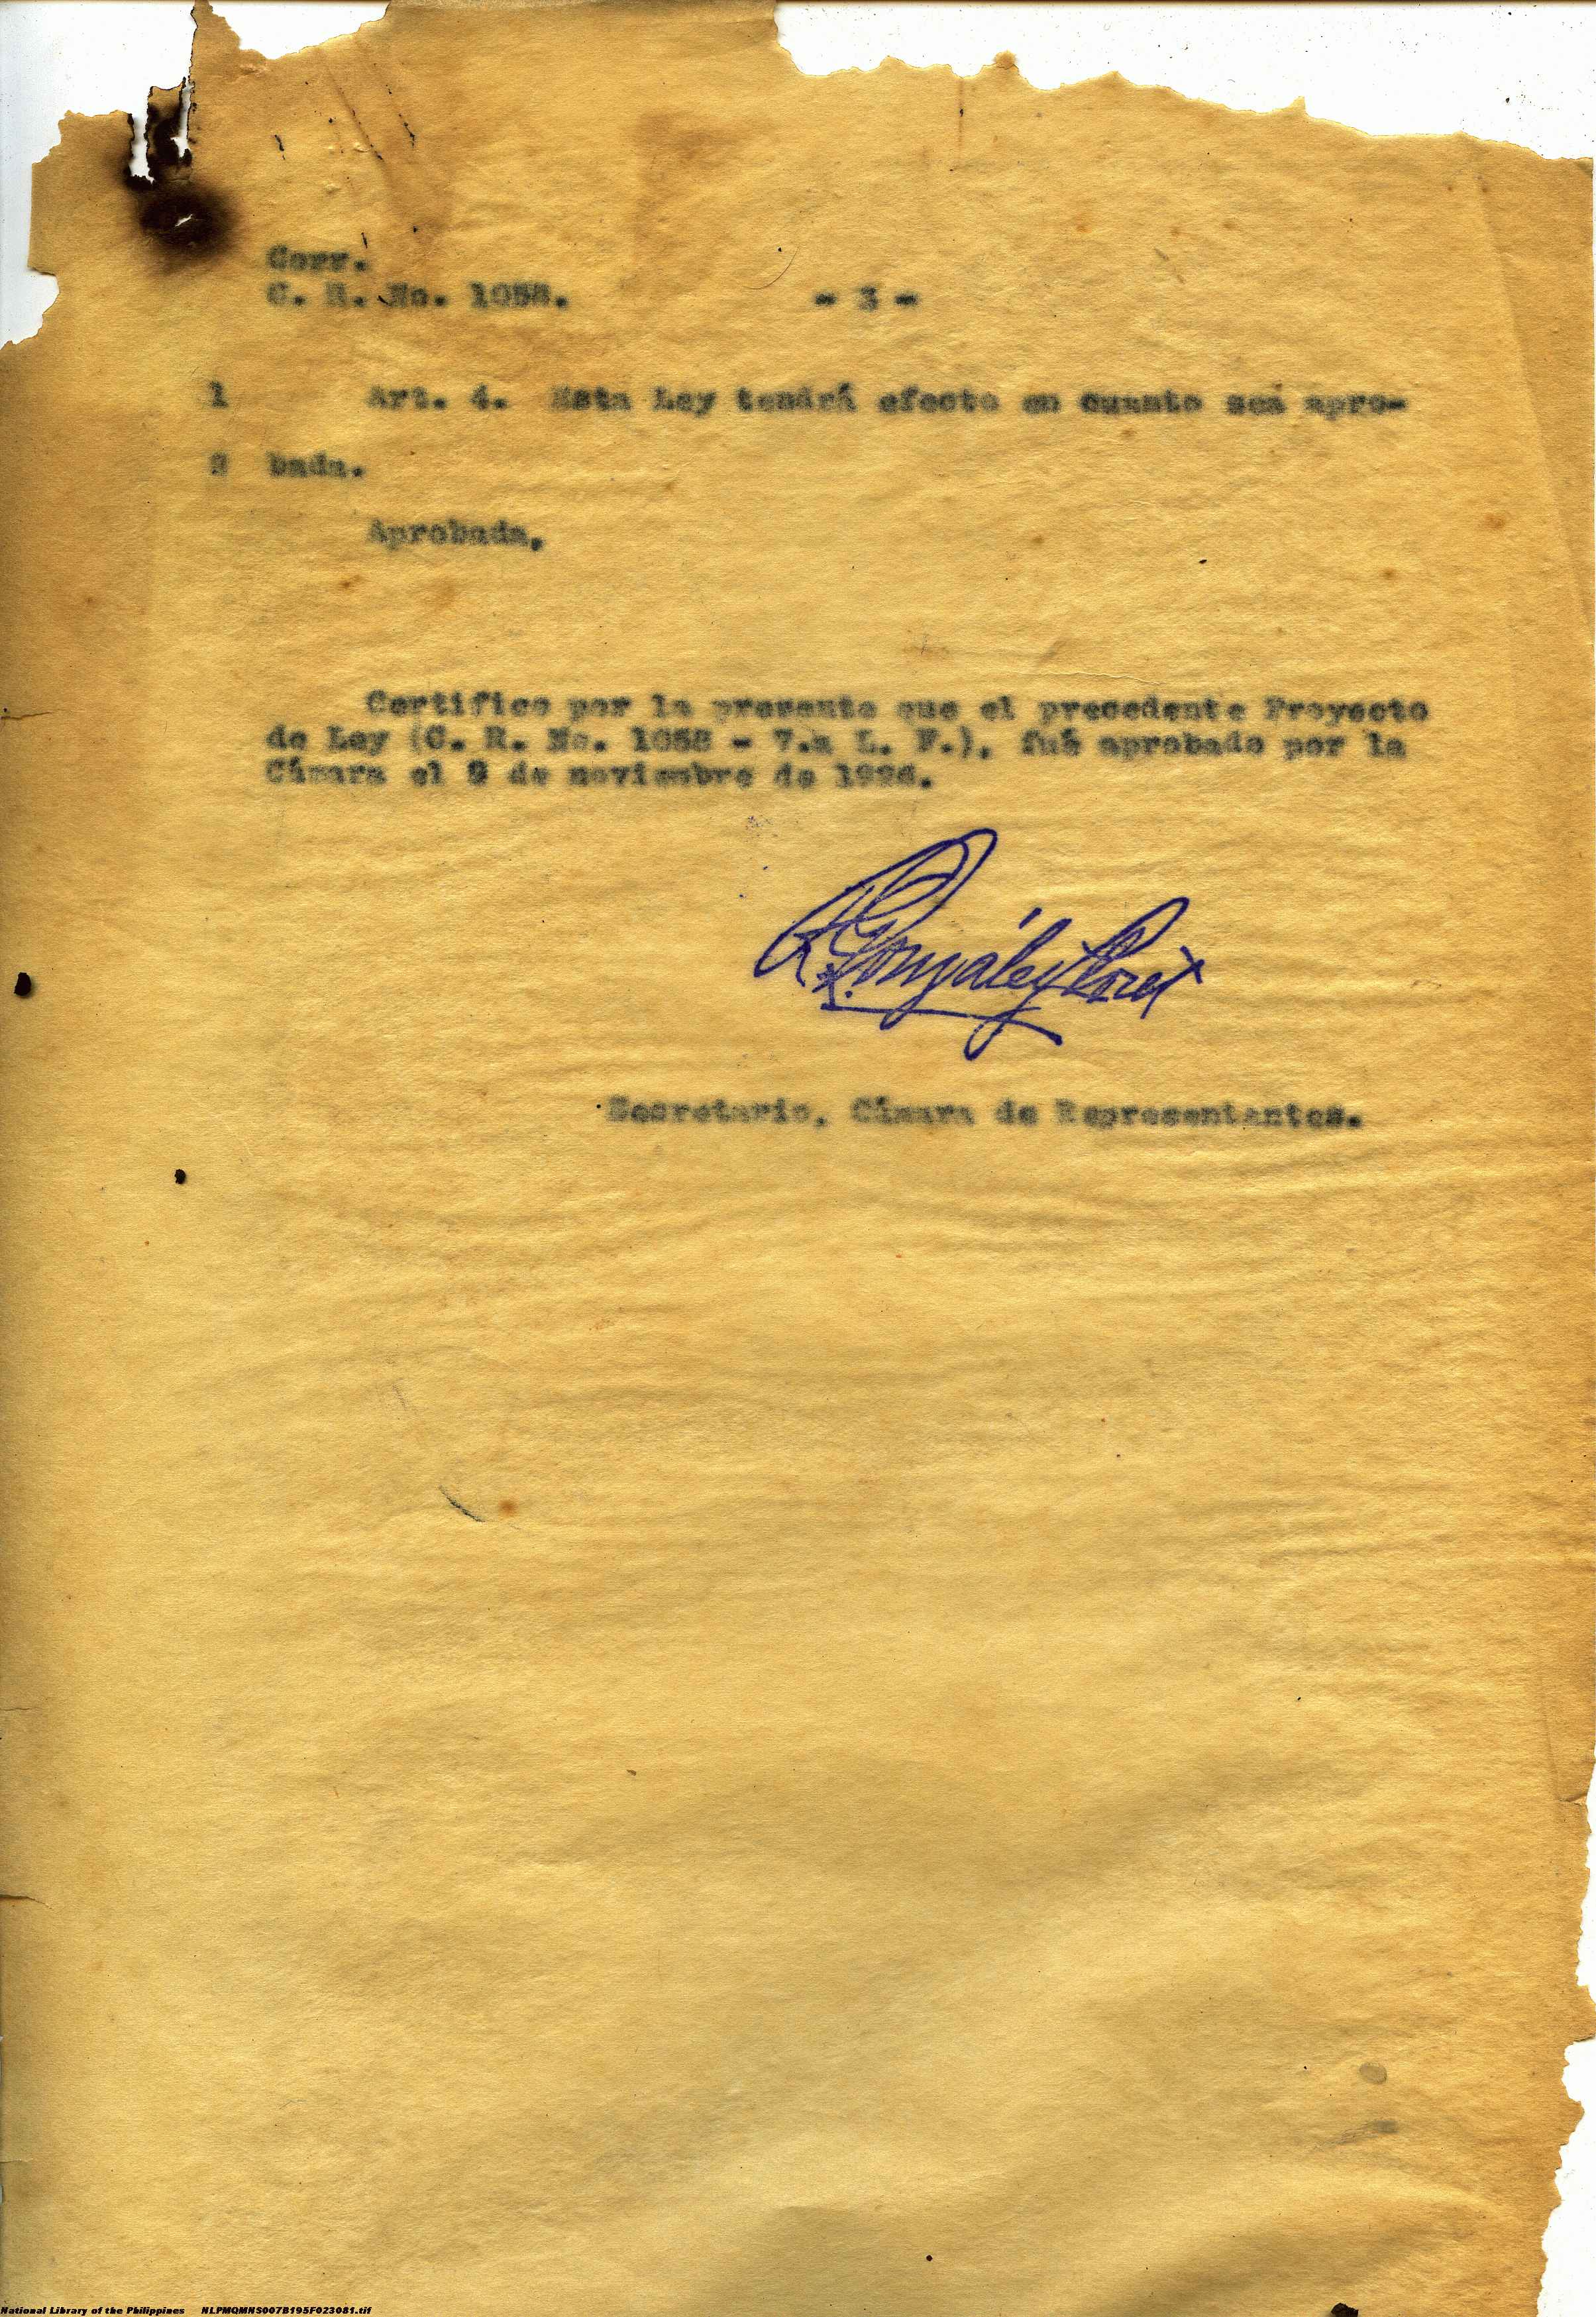 Corr.
C. R. No. 1058. - 3 -
1 Art. 4. Esta Ley tendrá efecto en cuanto sea apro-
2 bada.
Aprobada,
Certifico por la presente que el precedente Proyecto
de Ley (C. R. No. 1058 - 7.a L. F.), fué aprobado por la
Cámara el 9 de noviembre de 1926.
González Lloret
Secretario, Cámara de Representantes.
National Library of the Philippines NLPMQMNS007B195F023081.tif